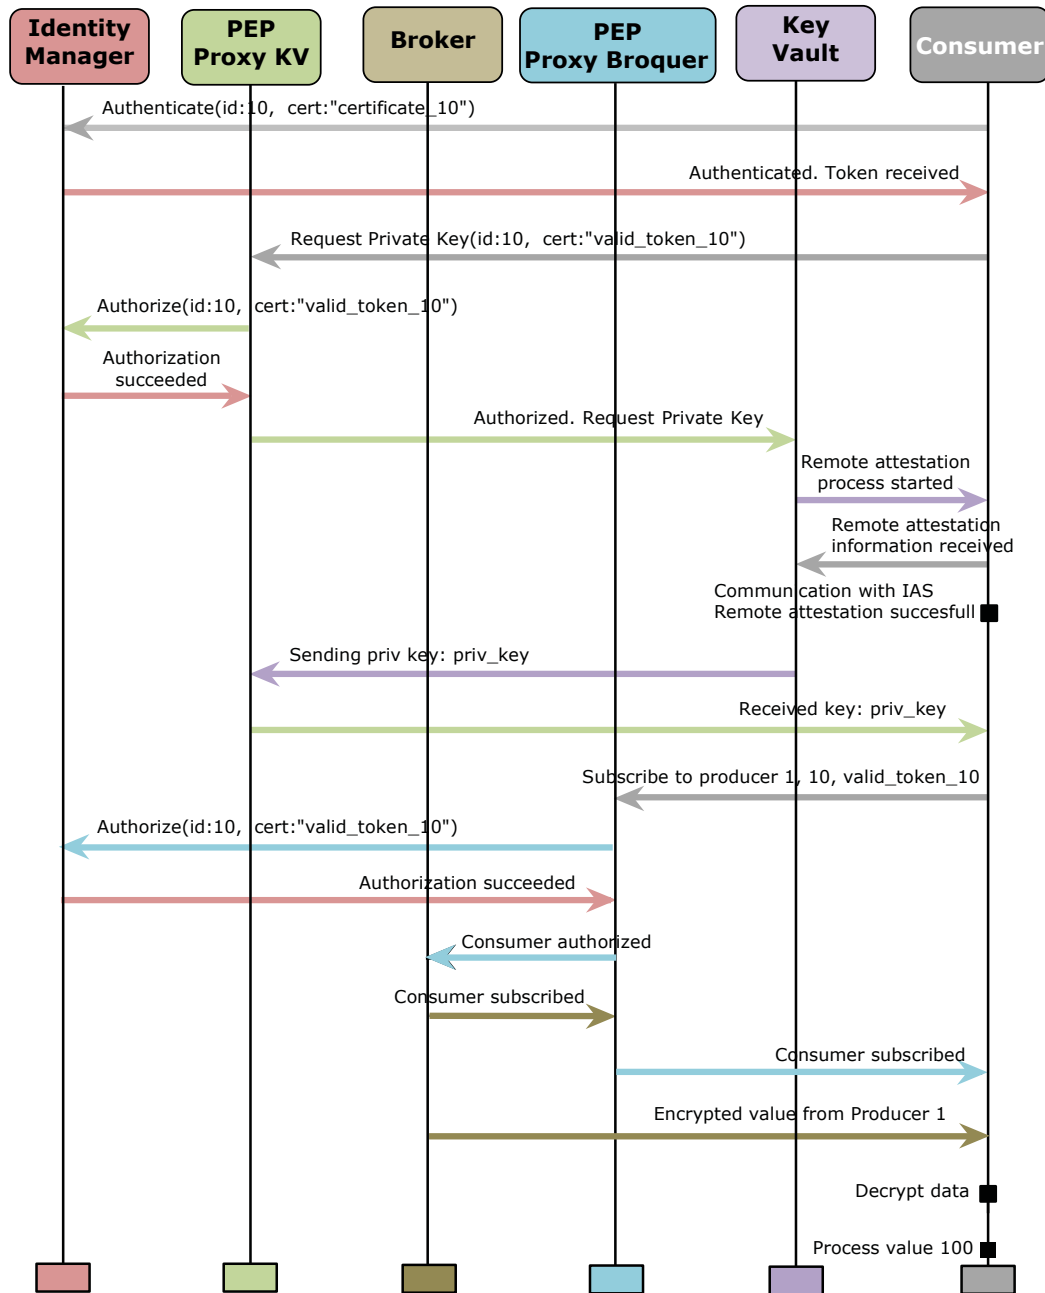 Identity
Manager
PEP
Proxy KV
Broker
PEP
Proxy Broquer
Key
Vault
Consumer
Authenticate(id:10, cert:"certificate_10")
Authenticated. Token received
Request Private Key(id:10, cert:"valid_token_10")
Authorize(id:10, cert:"valid_token_10")
Authorization
succeeded
Authorized. Request Private Key
Remote attestation
process started
Remote attestation
information received
Communication with IAS
Remote attestation succesfull
Sending priv key: priv_key
Received key: priv_key
Subscribe to producer 1, 10, valid_token_10
Authorize(id:10, cert:"valid_token_10")
Authorization succeeded
Consumer authorized
Consumer subscribed
Consumer subscribed
Encrypted value from Producer 1
Decrypt data
Process value 100